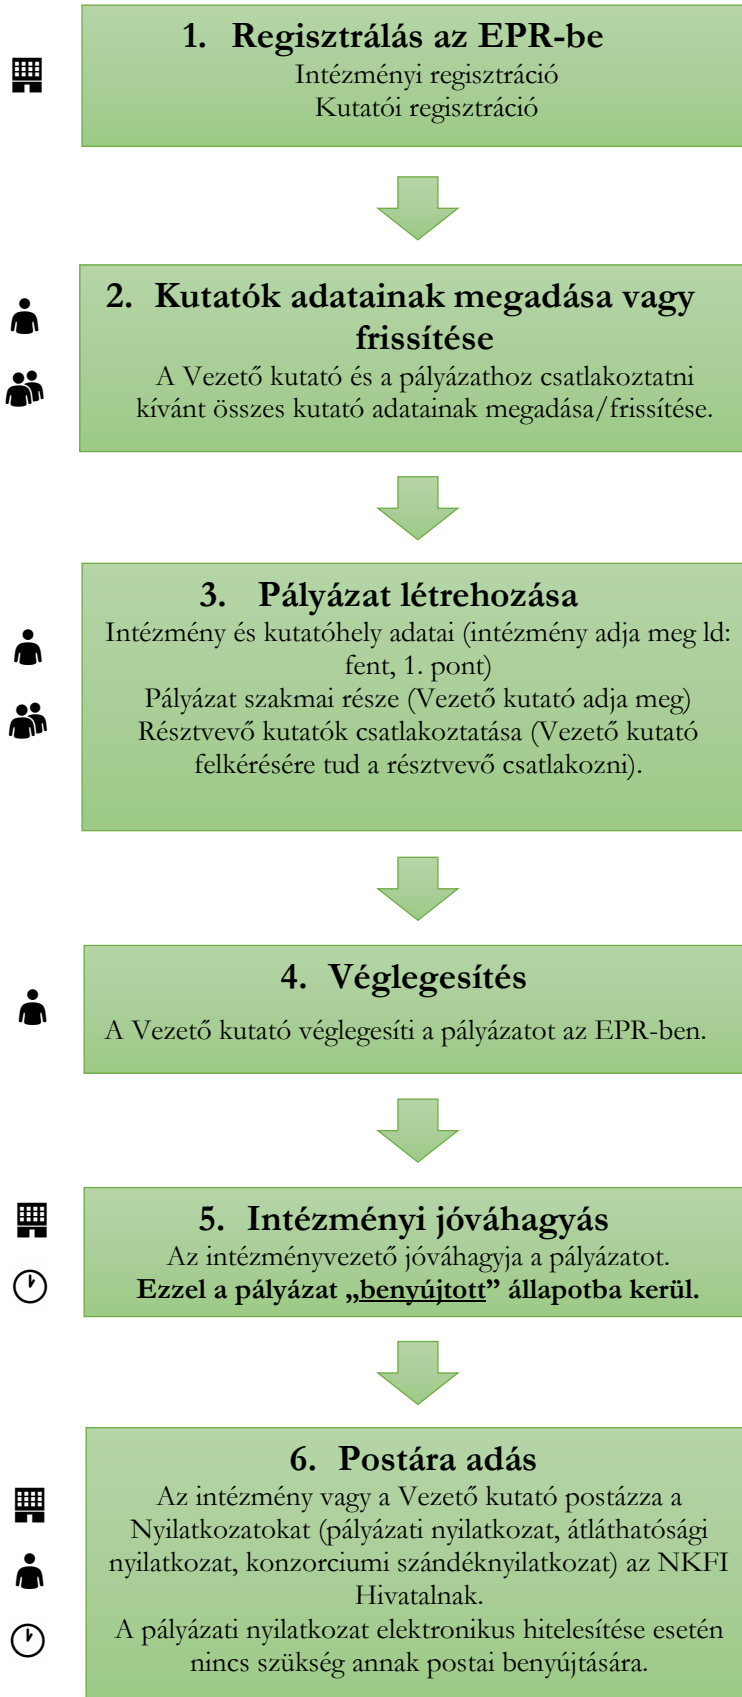 1. Regisztrálás az EPR-be
Intézményi regisztráció
Kutatói regisztráció
2. Kutatók adatainak megadása vagy
frissítése
A Vezető kutató és a pályázathoz csatlakoztatni
kívánt összes kutató adatainak megadása/frissítése.
3. Pályázat létrehozása
Intézmény és kutatóhely adatai (intézmény adja meg ld:
fent, 1. pont)
Pályázat szakmai része (Vezető kutató adja meg)
Résztvevő kutatók csatlakoztatása (Vezető kutató
felkérésére tud a résztvevő csatlakozni).
4. Véglegesítés
A Vezető kutató véglegesíti a pályázatot az EPR-ben.
5. Intézményi jóváhagyás
Az intézményvezető jóváhagyja a pályázatot.
Ezzel a pályázat „benyújtott” állapotba kerül.
6. Postára adás
Az intézmény vagy a Vezető kutató postázza a
Nyilatkozatokat (pályázati nyilatkozat, átláthatósági
nyilatkozat, konzorciumi szándéknyilatkozat) az NKFI
Hivatalnak.
A pályázati nyilatkozat elektronikus hitelesítése esetén
nincs szükség annak postai benyújtására.